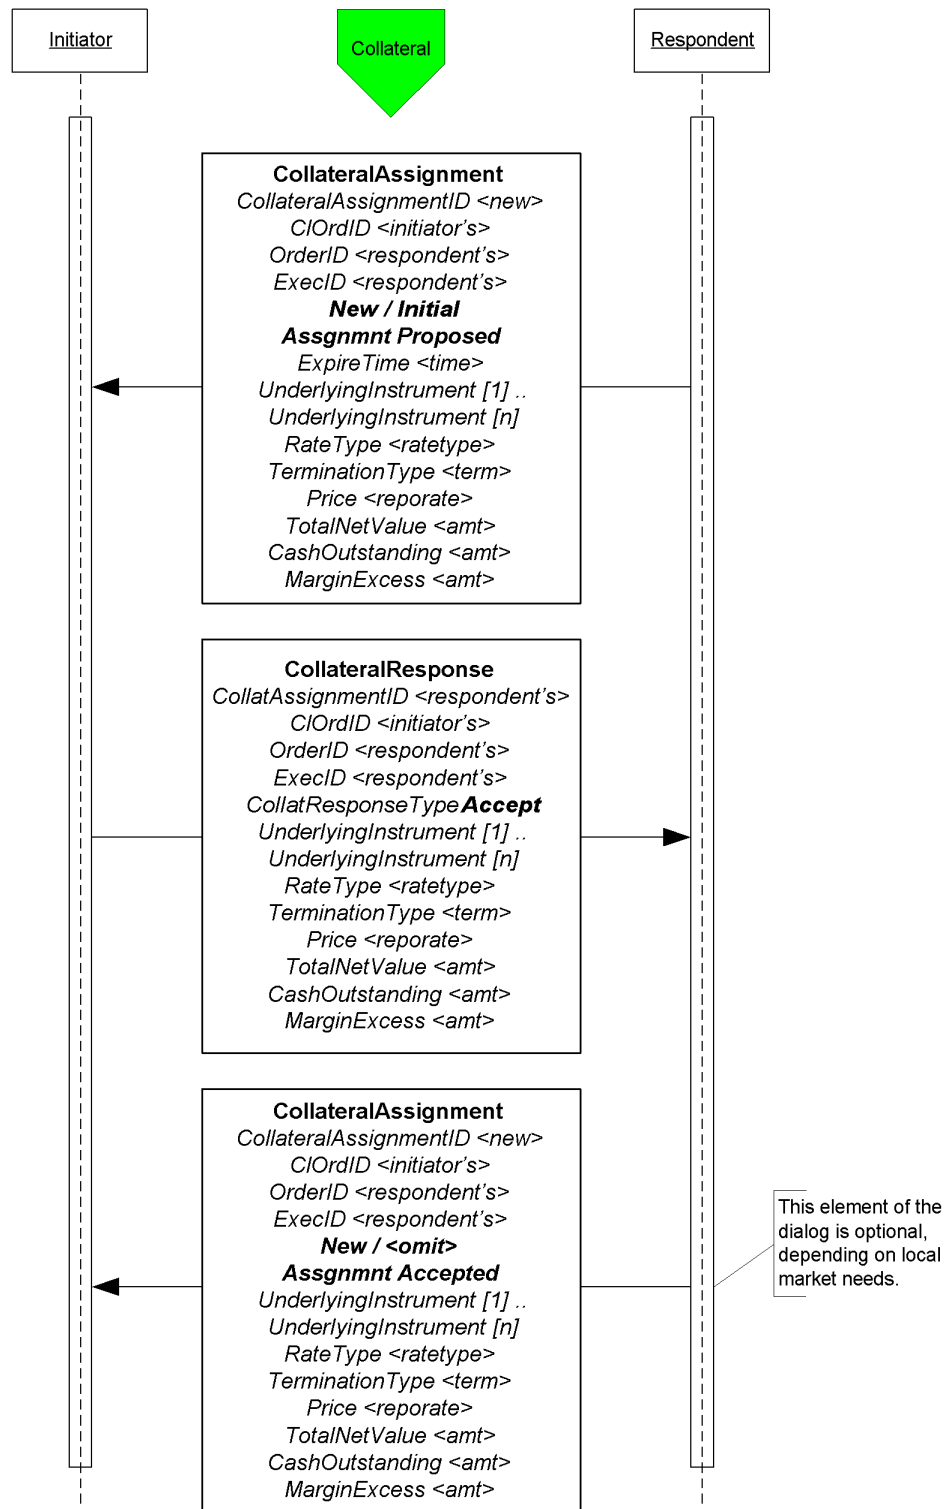 Initiator
Collateral
Respondent
CollateralAssignment
CollateralAssignmentID <new>
ClOrdID <initiator's>
OrderID <respondent's>
ExecID <respondent's>
New / Initial
Assgnmnt Proposed
ExpireTime <time>
UnderlyingInstrument [1] ..
UnderlyingInstrument [n]
RateType <ratetype>
TerminationType <term>
Price <reporate>
TotalNetValue <amt>
CashOutstanding <amt>
MarginExcess <amt>
CollateralResponse
CollatAssignmentID <respondent's>
ClOrdID <initiator's>
OrderID <respondent's>
ExecID <respondent's>
CollatResponseType Accept
UnderlyingInstrument [1] ..
UnderlyingInstrument [n]
RateType <ratetype>
TerminationType <term>
Price <reporate>
TotalNetValue <amt>
CashOutstanding <amt>
MarginExcess <amt>
CollateralAssignment
CollateralAssignmentID <new>
ClOrdID <initiator's>
OrderID <respondent's>
ExecID <respondent's>
New / <omit>
Assgnmnt Accepted
UnderlyingInstrument [1] ..
UnderlyingInstrument [n]
RateType <ratetype>
TerminationType <term>
Price <reporate>
TotalNetValue <amt>
CashOutstanding <amt>
MarginExcess <amt>
This element of the
dialog is optional,
depending on local
market needs.